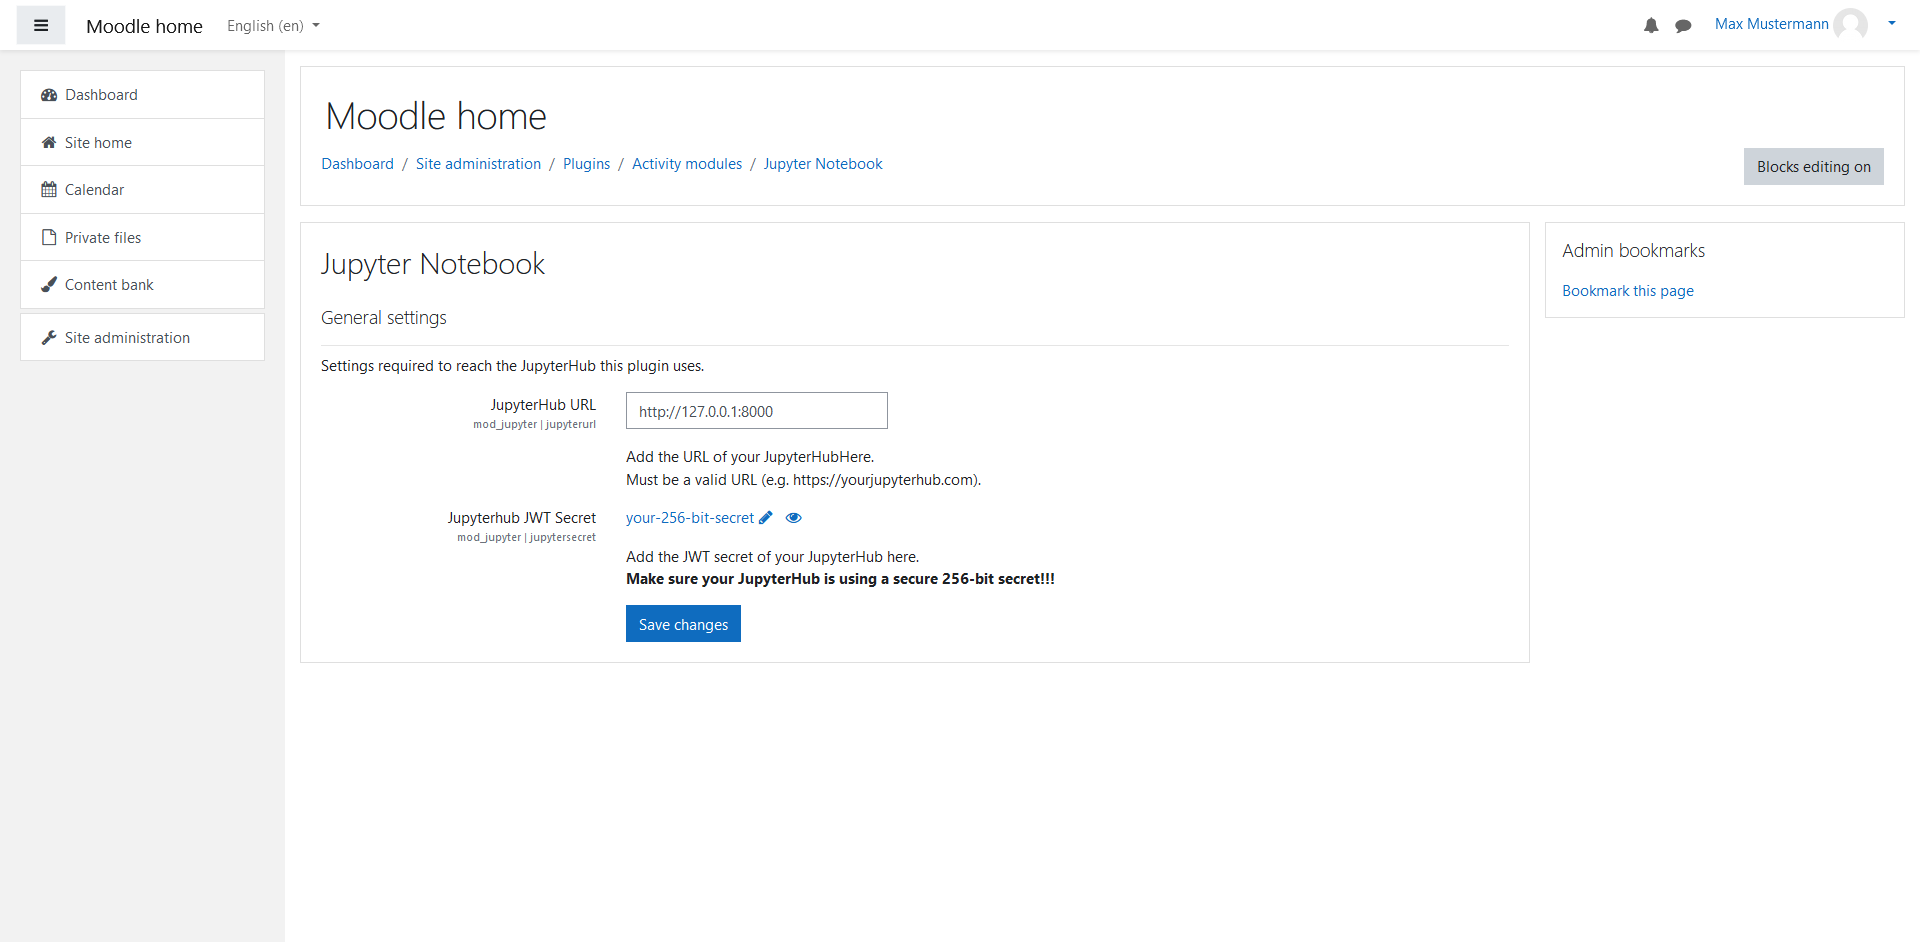 Moodle home
English (en)
Max Mustermann
Dashboard
Site home
Calendar
Private files
Content bank
Site administration
Moodle home
Dashboard / Site administration / Plugins / Activity modules / Jupyter Notebook
Blocks editing on
Jupyter Notebook
General settings
Settings required to reach the JupyterHub this plugin uses.
JupyterHub URL
mod_jupyter | jupyterurl
http://127.0.0.1:8000
Add the URL of your JupyterHubHere.
Must be a valid URL (e.g. https://yourjupyterhub.com).
Jupyterhub JWT Secret
mod_jupyter | jupytersecret
your-256-bit-secret
Add the JWT secret of your JupyterHub here.
Make sure your JupyterHub is using a secure 256-bit secret!!!
Save changes
Admin bookmarks
Bookmark this page